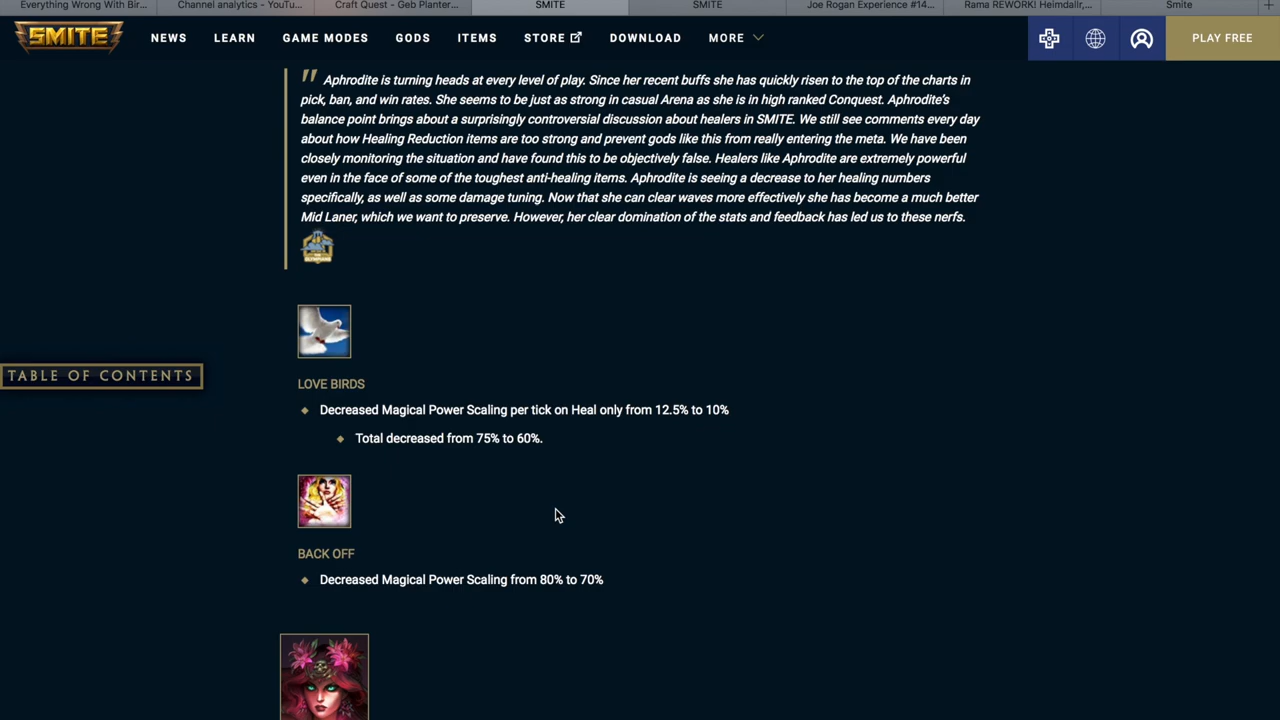 Everything Wrong With Bir... Channel analytics - YouTu... Craft Quest - Geb Planter... SMITE SMITE Joe Rogan Experience #14... Rama REWORK! Heimdallr,... Smite
SMITE NEWS LEARN GAME MODES GODS ITEMS STORE DOWNLOAD MORE PLAY FREE
" Aphrodite is turning heads at every level of play. Since her recent buffs she has quickly risen to the top of the charts in
pick, ban, and win rates. She seems to be just as strong in casual Arena as she is in high ranked Conquest. Aphrodite's
balance point brings about a surprisingly controversial discussion about healers in SMITE. We still see comments every day
about how Healing Reduction items are too strong and prevent gods like this from really entering the meta. We have been
closely monitoring the situation and have found this to be objectively false. Healers like Aphrodite are extremely powerful
even in the face of some of the toughest anti-healing items. Aphrodite is seeing a decrease to her healing numbers
specifically, as well as some damage tuning. Now that she can clear waves more effectively she has become a much better
Mid Laner, which we want to preserve. However, her clear domination of the stats and feedback has led us to these nerfs.
TABLE OF CONTENTS
LOVE BIRDS
Decreased Magical Power Scaling per tick on Heal only from 12.5% to 10%
Total decreased from 75% to 60%.
BACK OFF
Decreased Magical Power Scaling from 80% to 70%